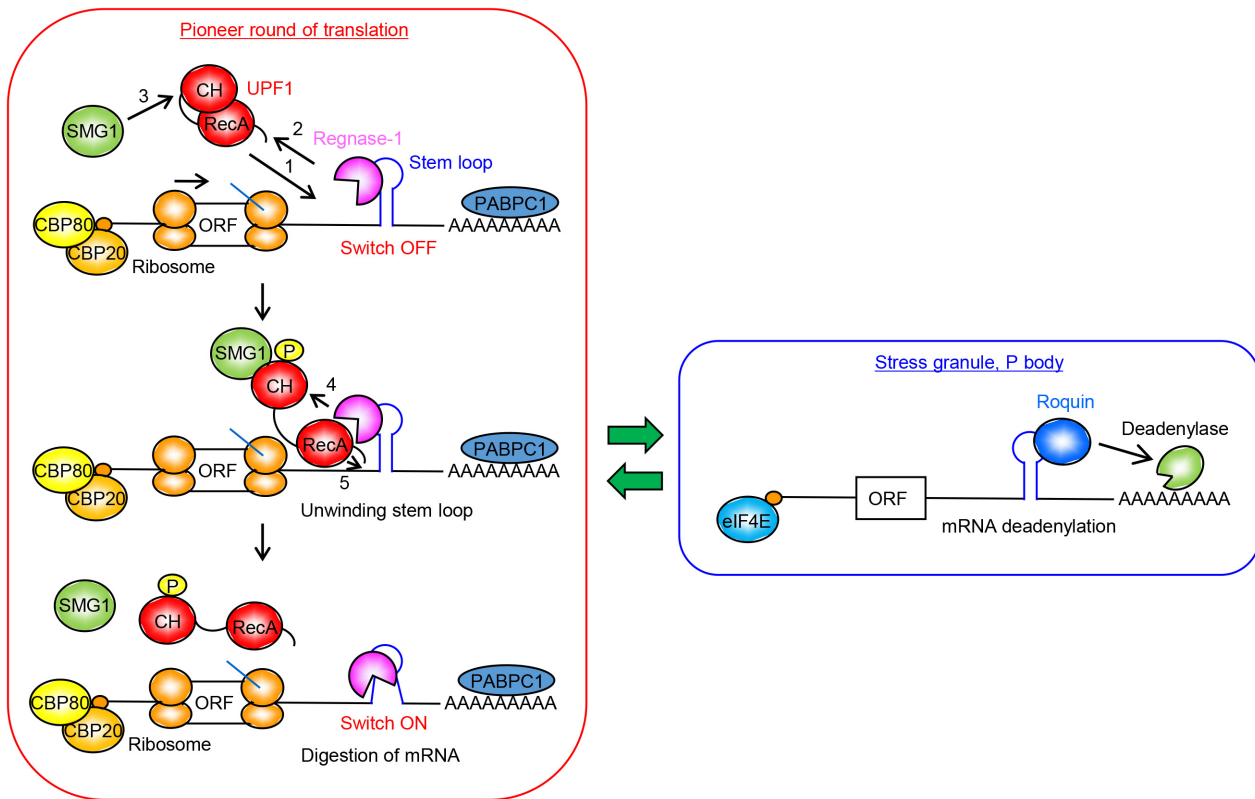 Pioneer round of translation
CH
UPF1
3
SMG1
RecA
2
Regnase-1
1
Stem loop
CBP80
ORF
PABPC1
AAAAAAAAA
CBP20
Ribosome
Switch OFF
SMG1
P
CH
4
RecA
PABPC1
CBP80
ORF
AAAAAAAAA
5
CBP20
Unwinding stem loop
P
SMG1
CH
RecA
CBP80
ORF
PABPC1
AAAAAAAAA
CBP20
Switch ON
Ribosome
Digestion of mRNA
Stress granule, P body
Roquin
Deadenylase
ORF
AAAAAAAAA
eIF4E
mRNA deadenylation